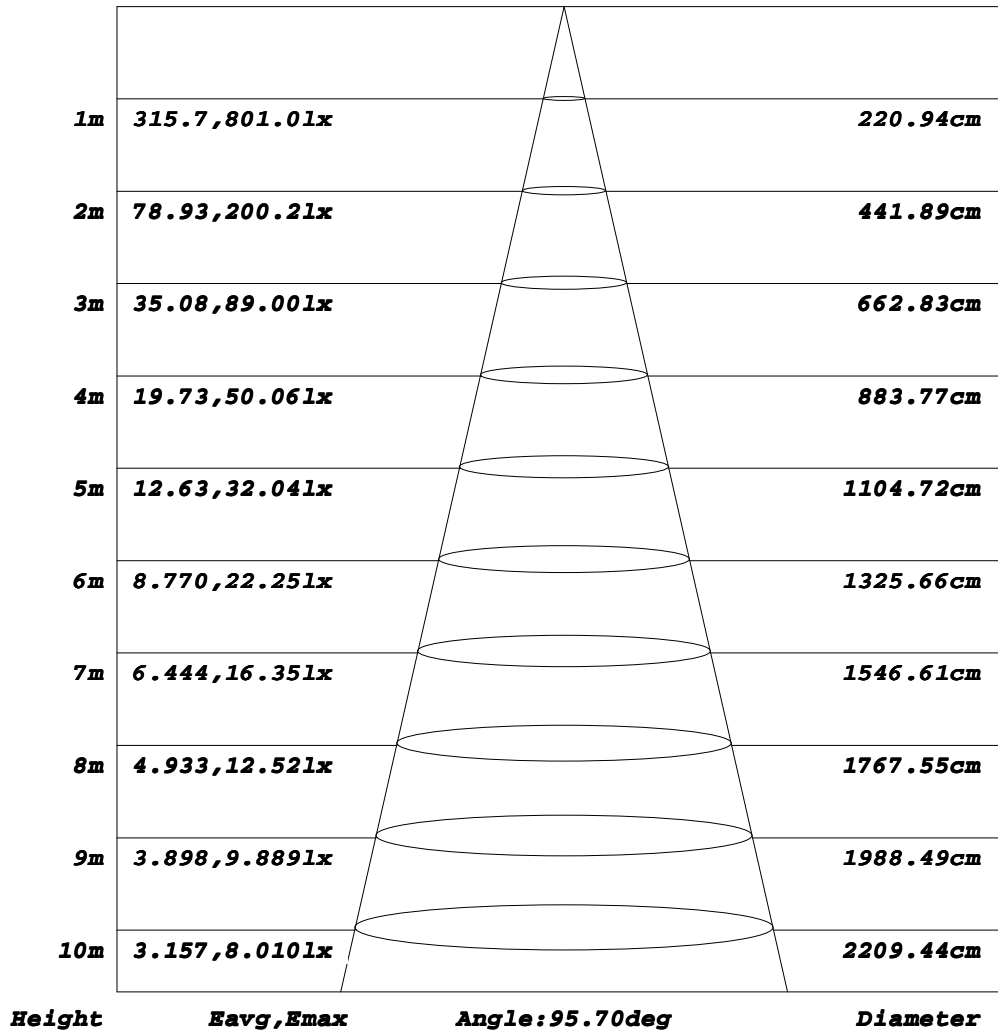 1m 315.7,801.0lx 220.94cm
2m 78.93,200.2lx 441.89cm
3m 35.08,89.00lx 662.83cm
4m 19.73,50.06lx 883.77cm
5m 12.63,32.04lx 1104.72cm
6m 8.770,22.25lx 1325.66cm
7m 6.444,16.35lx 1546.61cm
8m 4.933,12.52lx 1767.55cm
9m 3.898,9.889lx 1988.49cm
10m 3.157,8.010lx 2209.44cm
Height Eavg,Emax Angle:95.70deg Diameter